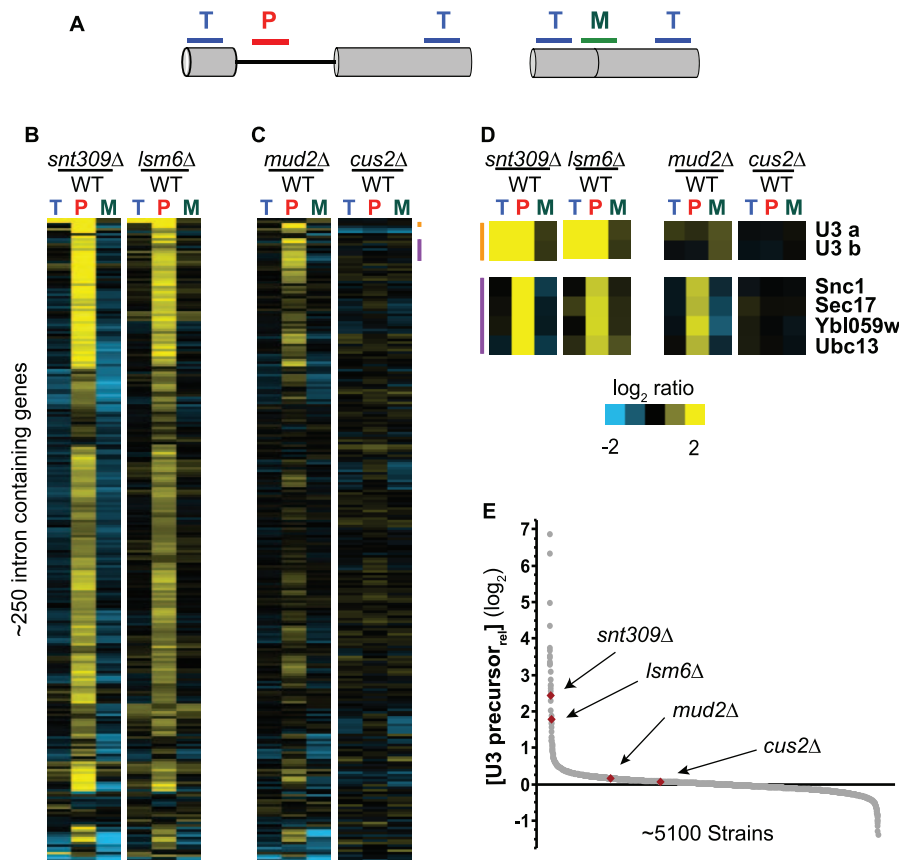 A
T P T T M T
B
snt309Δ lsm6Δ
WT WT
T P M T P M
~250 intron containing genes
C
mud2Δ cus2Δ
WT WT
T P M T P M
D
snt309Δ lsm6Δ mud2Δ cus2Δ
WT WT WT WT
T P M T P M T P M T P M
U3 a
U3 b
Snc1
Sec17
Ybl059w
Ubc13
log2 ratio
-2 2
E
[U3 precursorrel] (log2)
7
6
5
4
3
2
1
0
-1
snt309Δ
lsm6Δ
mud2Δ
cus2Δ
~5100 Strains